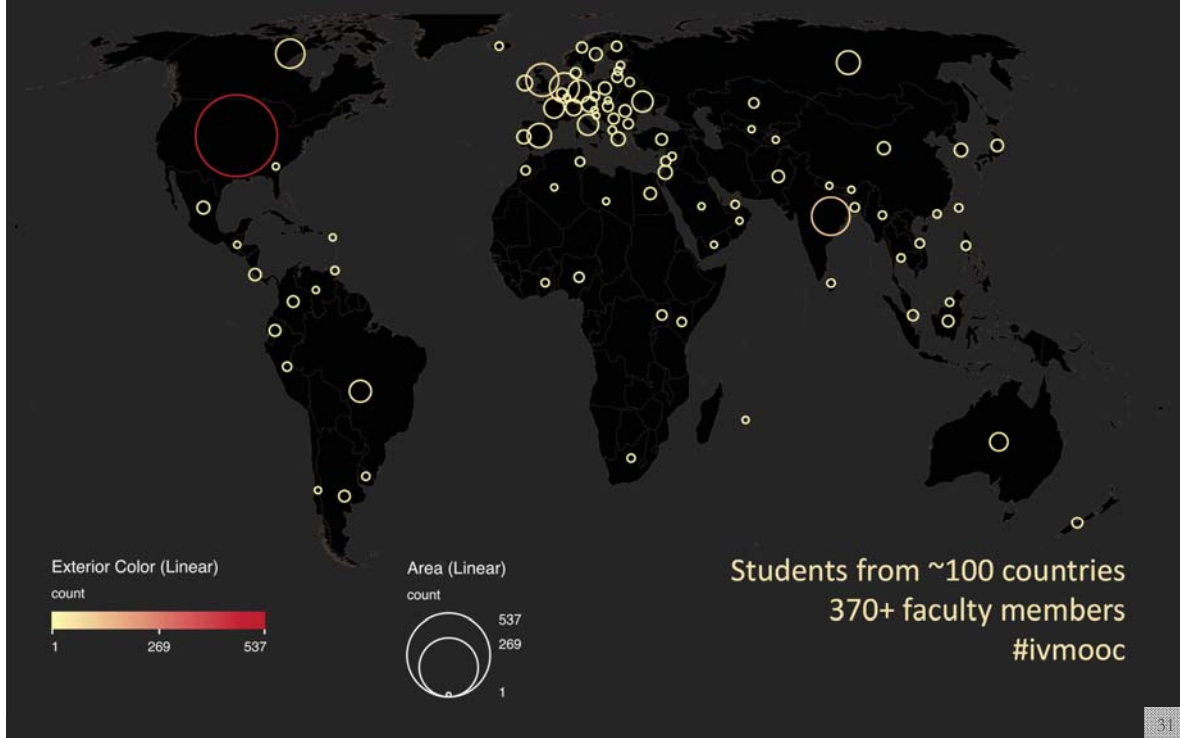 Exterior Color (Linear)
count
1 269 537
Area (Linear)
count
537
269
1
Students from ~100 countries
370+ faculty members
#ivmooc
31